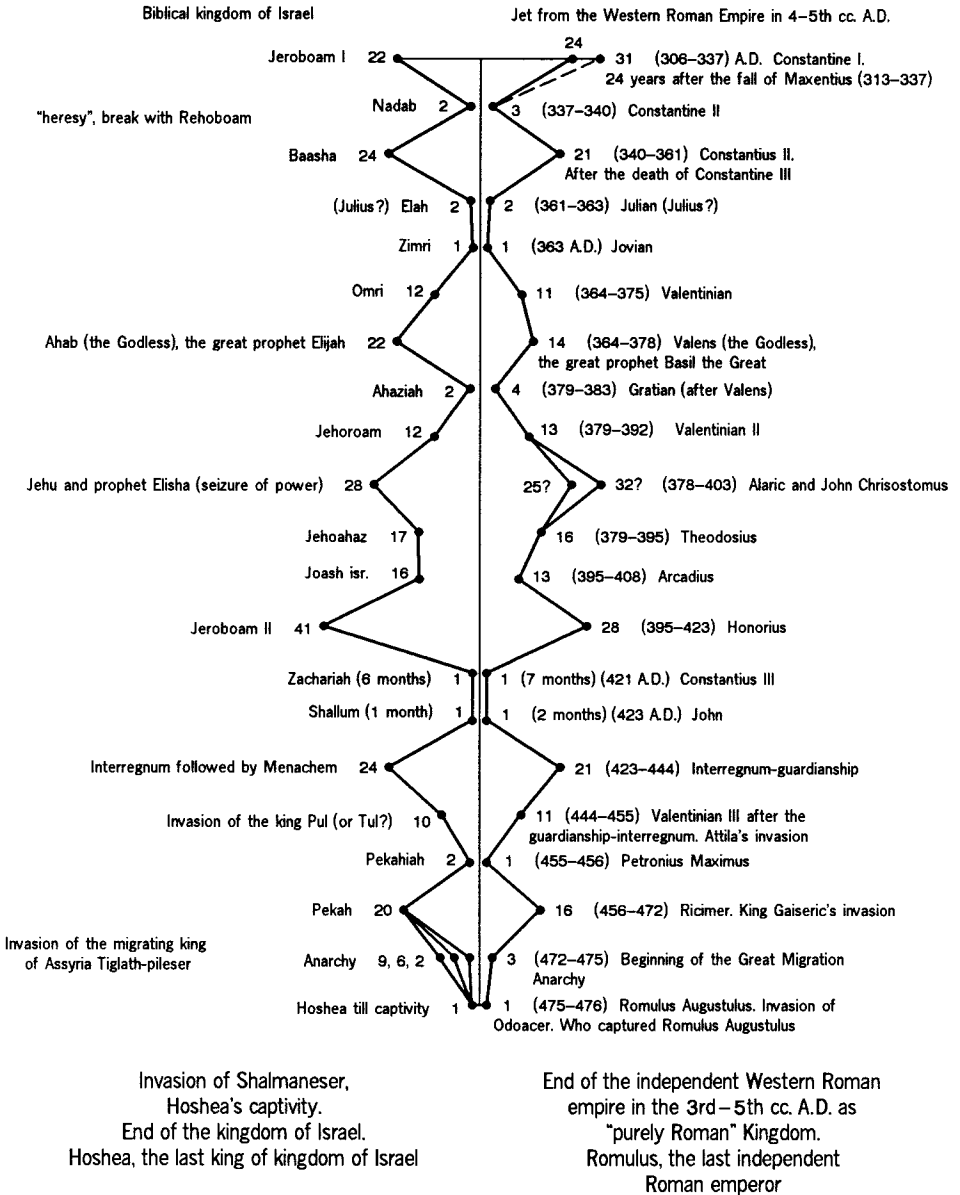 Biblical kingdom of Israel
Jet from the Western Roman Empire in 4–5th cc. A.D.
Jeroboam I 22
24
31 (306–337) A.D. Constantine I.
24 years after the fall of Maxentius (313–337)
Nadab 2
3 (337–340) Constantine II
"heresy", break with Rehoboam
Baasha 24
21 (340–361) Constantius II.
After the death of Constantine III
(Julius?) Elah 2
2 (361–363) Julian (Julius?)
Zimri 1
1 (363 A.D.) Jovian
Omri 12
11 (364–375) Valentinian
Ahab (the Godless), the great prophet Elijah 22
14 (364–378) Valens (the Godless),
the great prophet Basil the Great
Ahaziah 2
4 (379–383) Gratian (after Valens)
Jehoroam 12
13 (379–392) Valentinian II
Jehu and prophet Elisha (seizure of power) 28
25? 32? (378–403) Alaric and John Chrisostomus
Jehoahaz 17
16 (379–395) Theodosius
Joash isr. 16
13 (395–408) Arcadius
Jeroboam II 41
28 (395–423) Honorius
Zachariah (6 months) 1
1 (7 months) (421 A.D.) Constantius III
Shallum (1 month) 1
1 (2 months) (423 A.D.) John
Interregnum followed by Menachem 24
21 (423–444) Interregnum-guardianship
Invasion of the king Pul (or Tul?) 10
11 (444–455) Valentinian III after the
guardianship-interregnum. Attila's invasion
Pekahiah 2
1 (455–456) Petronius Maximus
Pekah 20
16 (456–472) Ricimer. King Gaiseric's invasion
Invasion of the migrating king
of Assyria Tiglath-pileser
Anarchy 9, 6, 2
3 (472–475) Beginning of the Great Migration
Anarchy
Hoshea till captivity 1
1 (475–476) Romulus Augustulus. Invasion of
Odoacer. Who captured Romulus Augustulus
Invasion of Shalmaneser,
Hoshea's captivity.
End of the kingdom of Israel.
Hoshea, the last king of kingdom of Israel
End of the independent Western Roman
empire in the 3rd–5th cc. A.D. as
"purely Roman" Kingdom.
Romulus, the last independent
Roman emperor